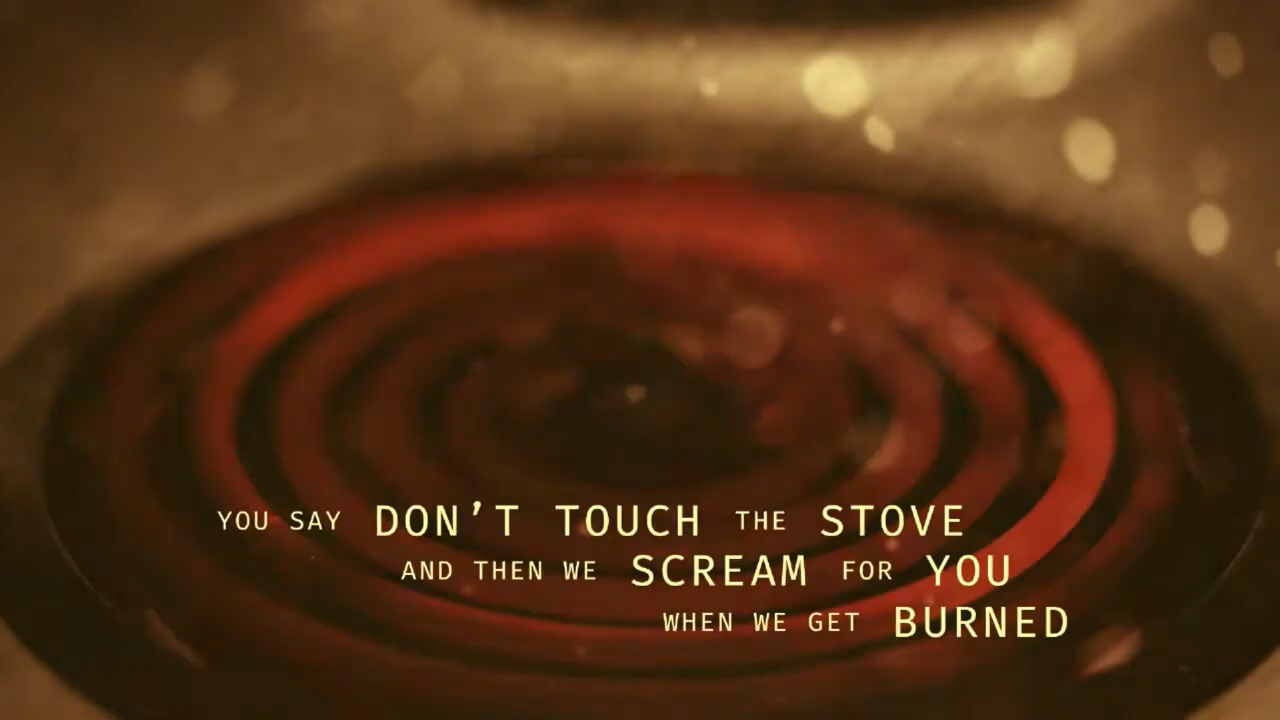 YOU SAY DON'T TOUCH THE STOVE
AND THEN WE SCREAM FOR YOU
WHEN WE GET BURNED